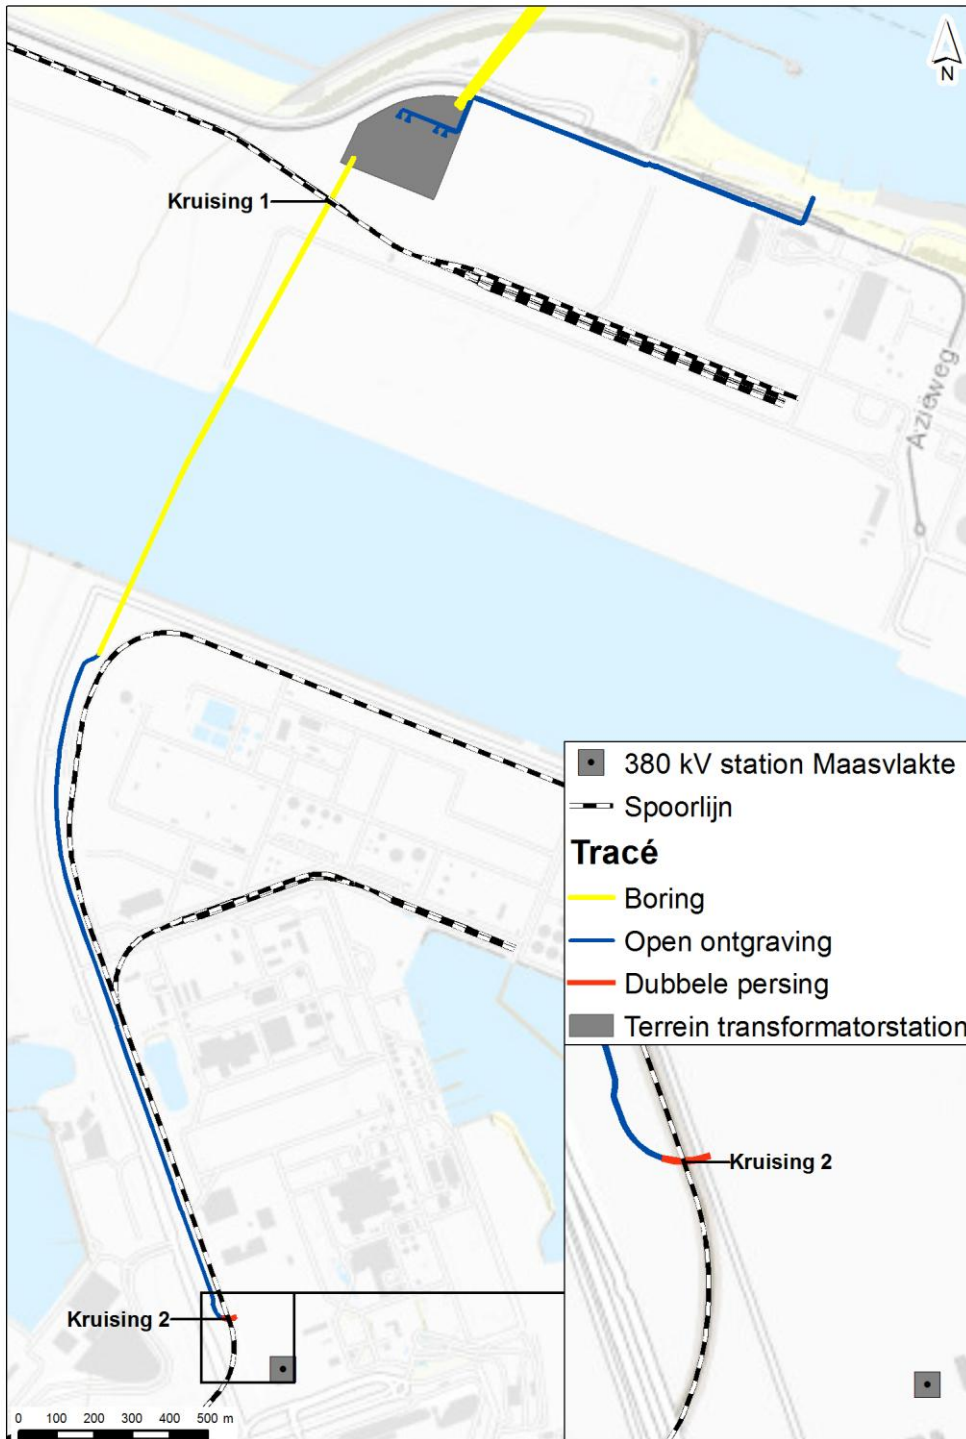 N
Kruising 1
Aziëweg
380 kV station Maasvlakte
Spoorlijn
Tracé
Boring
Open ontgraving
Dubbele persing
Terrein transformatorstation
Kruising 2
Kruising 2
0 100 200 300 400 500 m